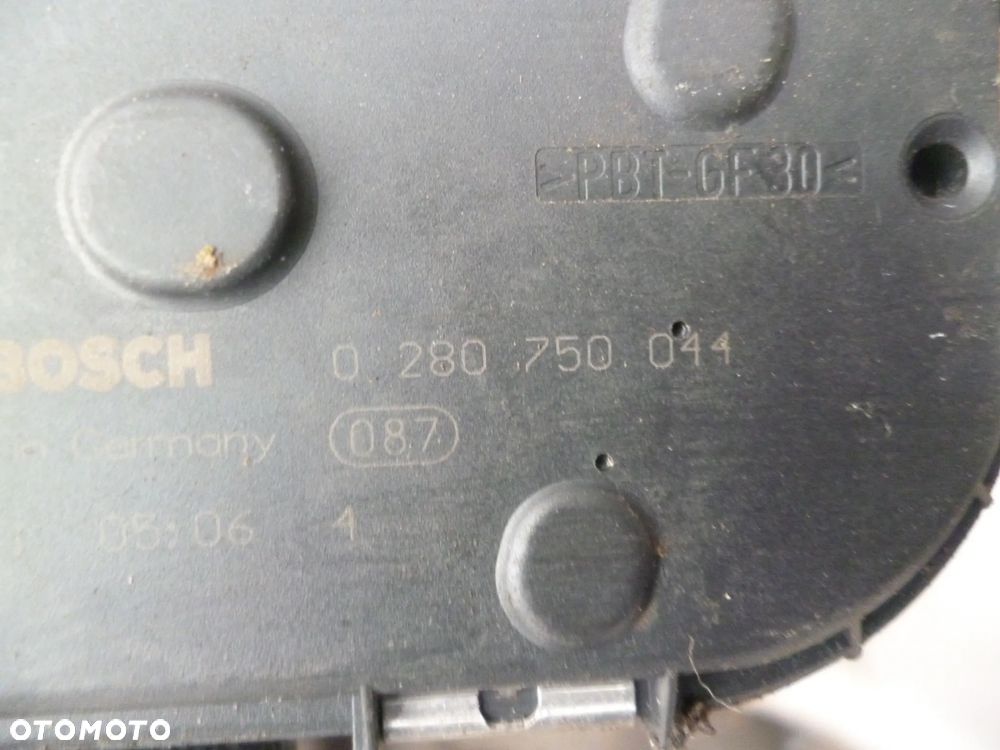 >PBT-GF30<
BOSCH 0 280 750 044
Germany 087
05:06 4
OTOMOTO